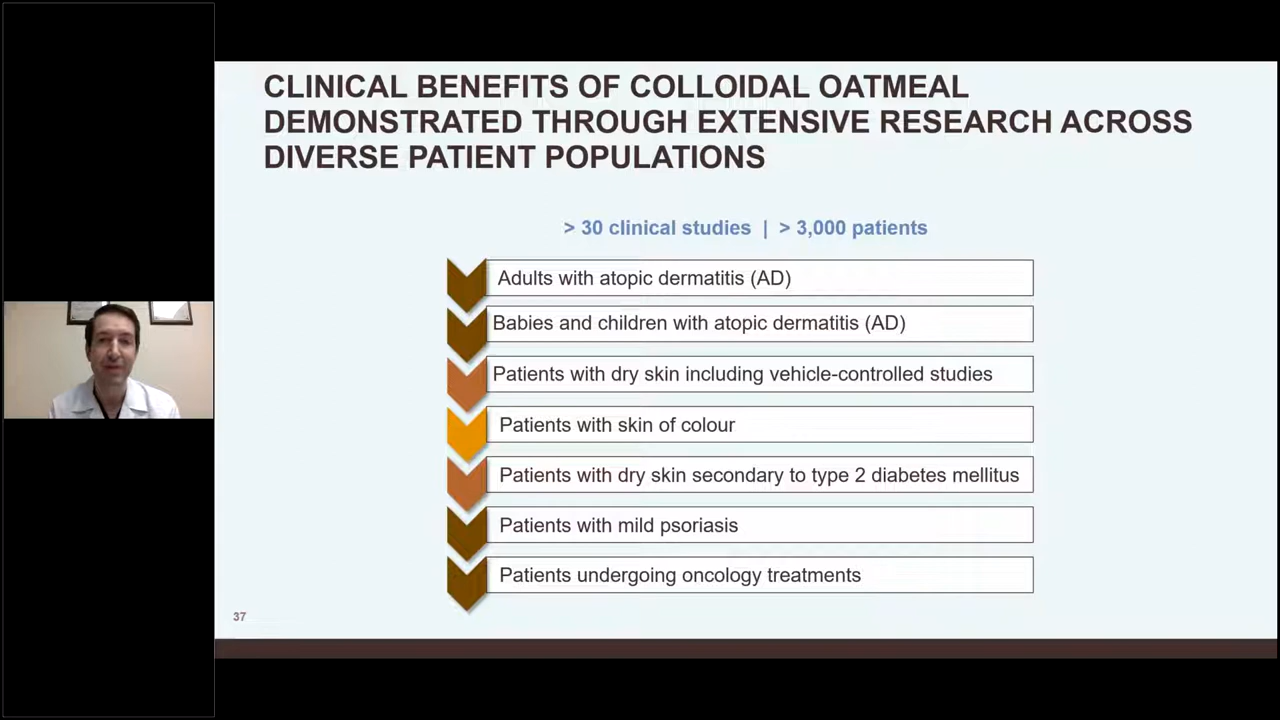 CLINICAL BENEFITS OF COLLOIDAL OATMEAL
DEMONSTRATED THROUGH EXTENSIVE RESEARCH ACROSS
DIVERSE PATIENT POPULATIONS
> 30 clinical studies | > 3,000 patients
Adults with atopic dermatitis (AD)
Babies and children with atopic dermatitis (AD)
Patients with dry skin including vehicle-controlled studies
Patients with skin of colour
Patients with dry skin secondary to type 2 diabetes mellitus
Patients with mild psoriasis
Patients undergoing oncology treatments
37